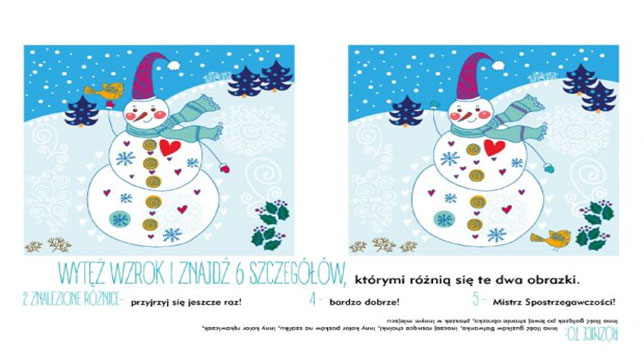 WYTĘŻ WZROK I ZNAJDŹ 6 SZCZEGÓŁÓW, którymi różnią się te dwa obrazki.
2 ZNALEZIONE RÓŻNICE - przyjrzyj się jeszcze raz! 4 - bardzo dobrze! 5 - Mistrz Spostrzegawczości!
RÓŻNICE TO: inna ilość guzików Bałwanka, inaczej rosnące choinki, inny kolor pasków na szaliku, inny kolor rękawiczek,
inna ilość gałązek po lewej stronie obrazka, ptaszek w innym miejscu